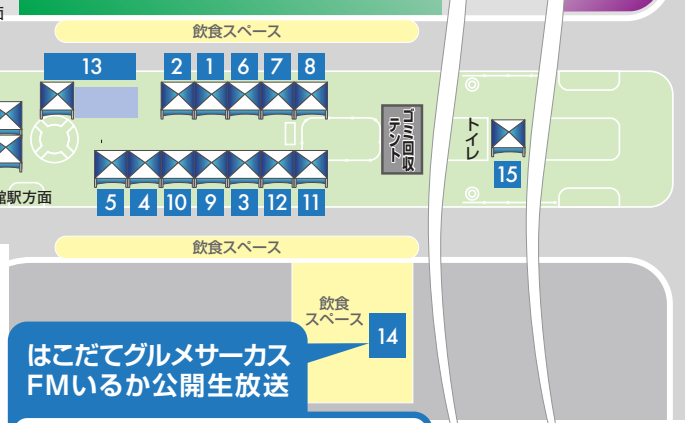 飲食スペース
13
2 1 6 7 8
ゴミ回収
テント
トイレ
15
館駅方面
5 4 10 9 3 12 11
飲食スペース
飲食
スペース
14
はこだてグルメサーカス
FMいるか公開生放送